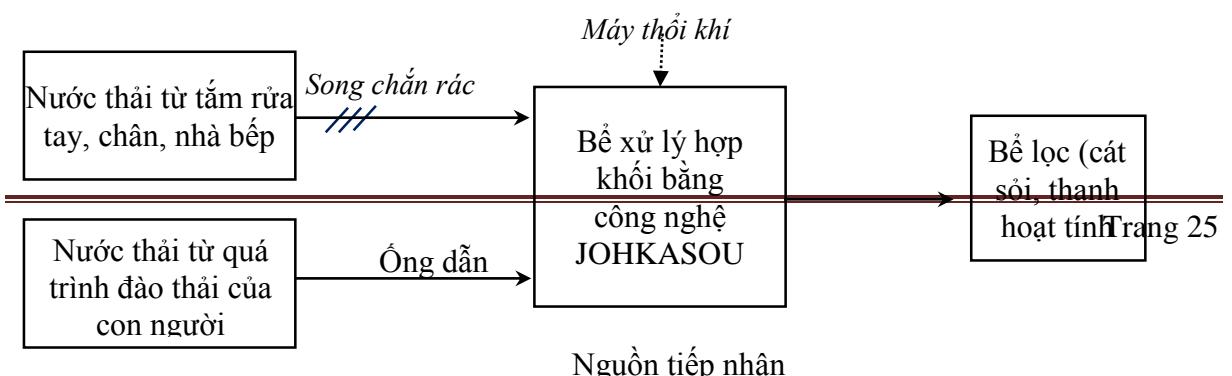 Máy thổi khí
Nước thải từ tắm rửa
tay, chân, nhà bếp
Song chắn rác
Bể xử lý hợp
khối bằng
công nghệ
JOHKASOU
Bể lọc (cát
sỏi, thanh
hoạt tính
Trang 25
Nước thải từ quá
trình đào thải của
con người
Ống dẫn
Nguồn tiếp nhận